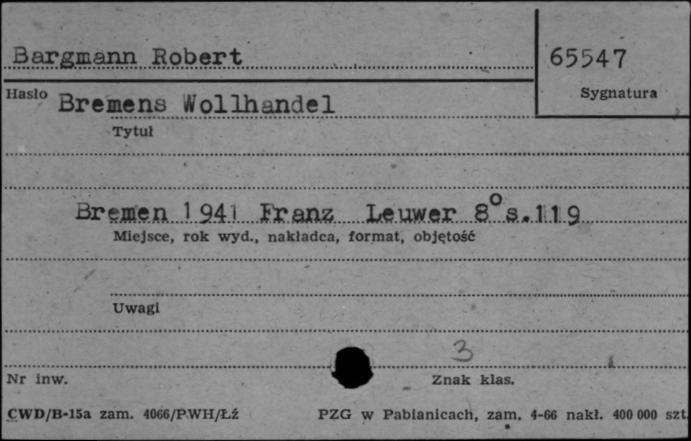 Bargmann Robert
65547
Hasło
Sygnatura
Bremens Wollhandel
Tytuł
Bremen 1941 Franz Leuwer 8° s.119
Miejsce, rok wyd., nakładca, format, objętość
Uwagi
3
Nr inw.
Znak klas.
CWD/B-15a zam. 4066/PWH/Łź
PZG w Pabianicach, zam. 4-66 nakł. 400 000 szt.